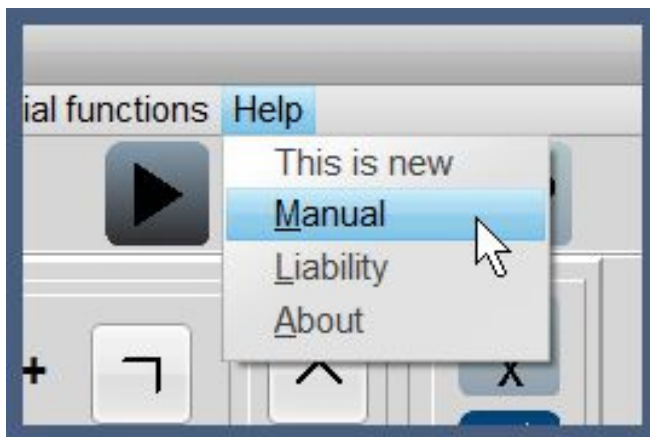 ial functions Help
This is new
Manual
Liability
About
+
x